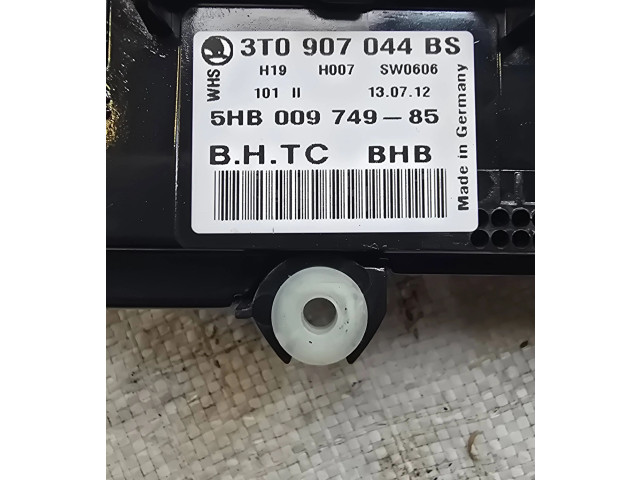 3T0 907 044 BS
H19 H007 SW0606
101 II 13.07.12
5HB 009 749-85
B.H.TC BHB
WHS
Made in Germany